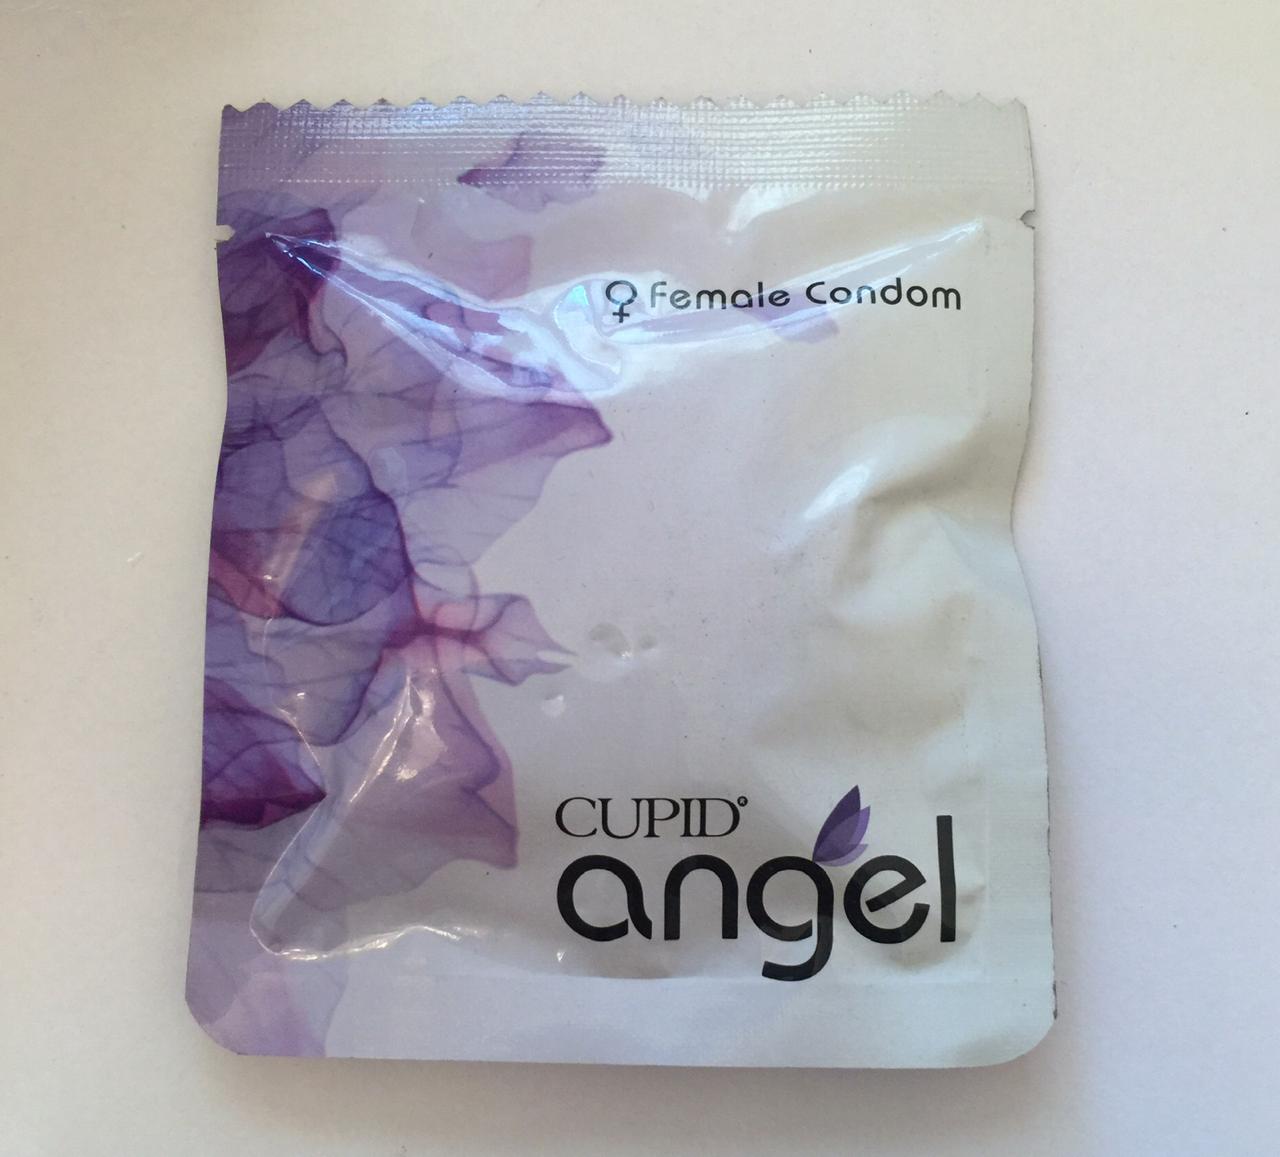 ♀ Female Condom
CUPID®
angel